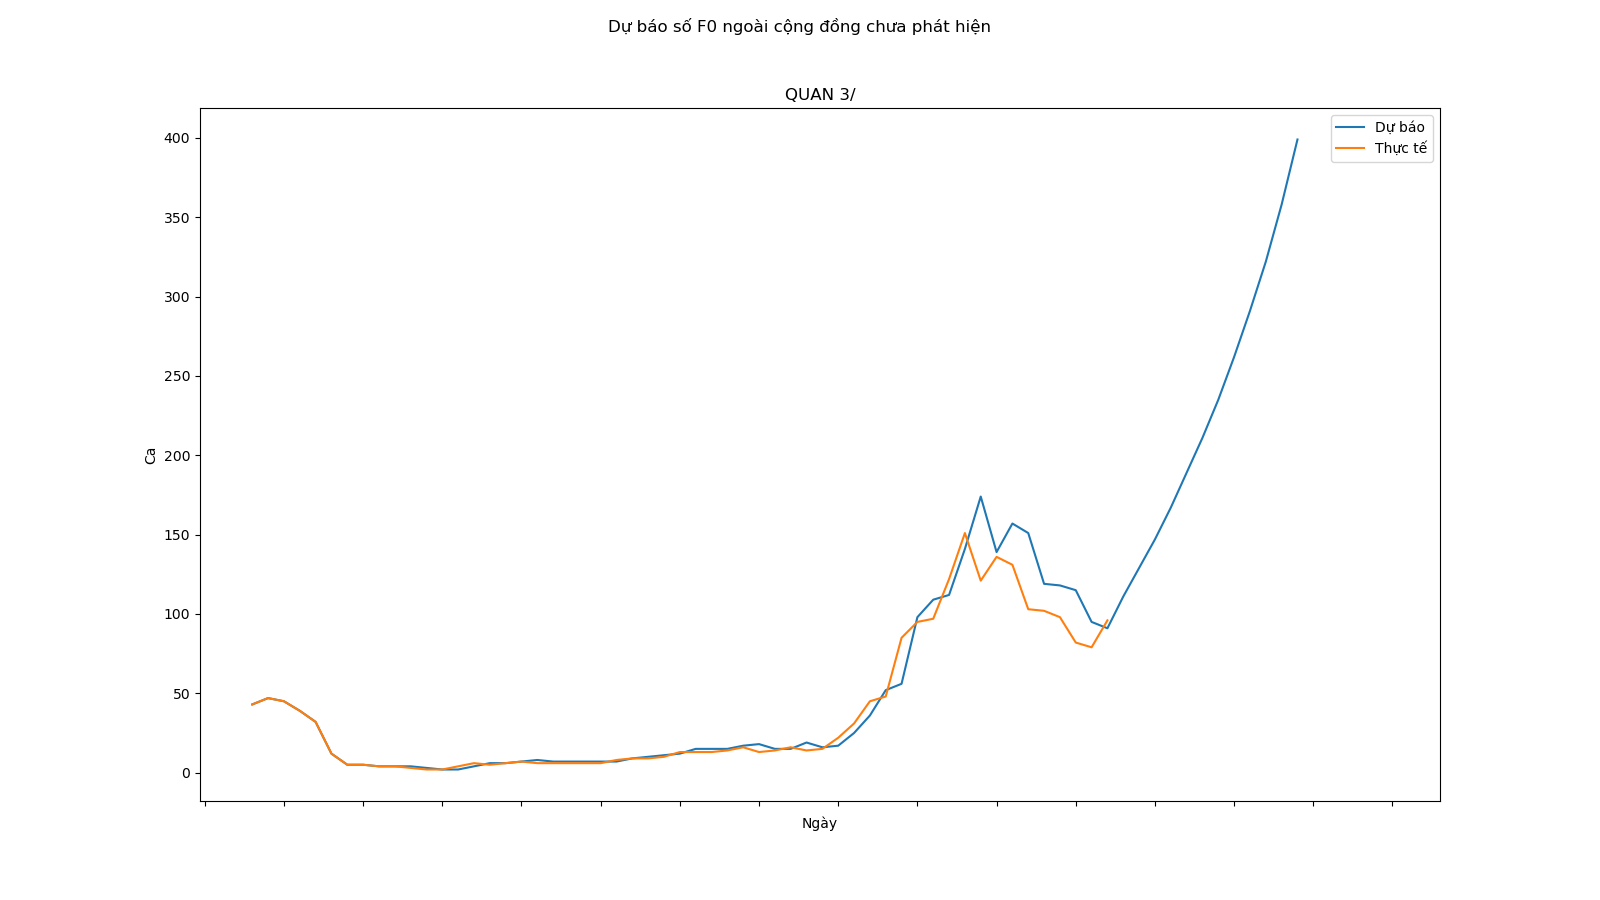 Dự báo số F0 ngoài cộng đồng chưa phát hiện
QUAN 3/
Dự báo
Thực tế
400
350
300
250
200
150
100
50
0
Ca
Ngày